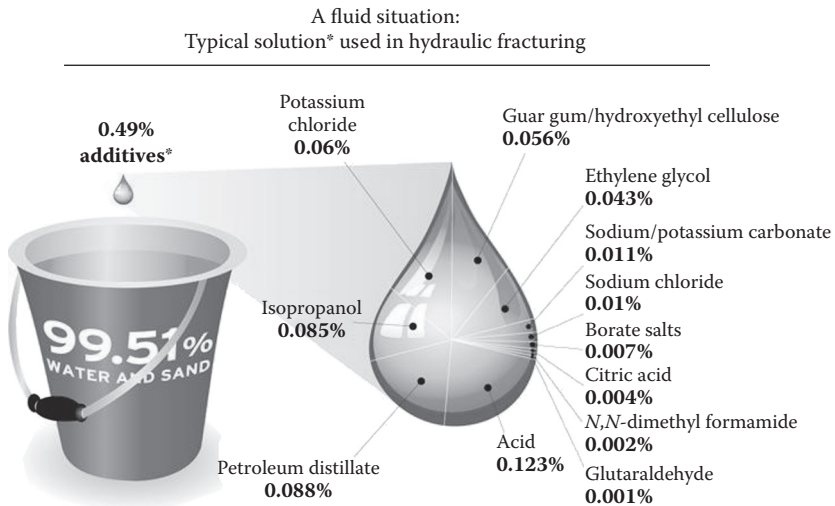 A fluid situation:
Typical solution* used in hydraulic fracturing
0.49%
additives*
99.51%
WATER AND SAND
Potassium
chloride
0.06%
Guar gum/hydroxyethyl cellulose
0.056%
Ethylene glycol
0.043%
Sodium/potassium carbonate
0.011%
Sodium chloride
0.01%
Borate salts
0.007%
Citric acid
0.004%
N,N-dimethyl formamide
0.002%
Glutaraldehyde
0.001%
Acid
0.123%
Petroleum distillate
0.088%
Isopropanol
0.085%